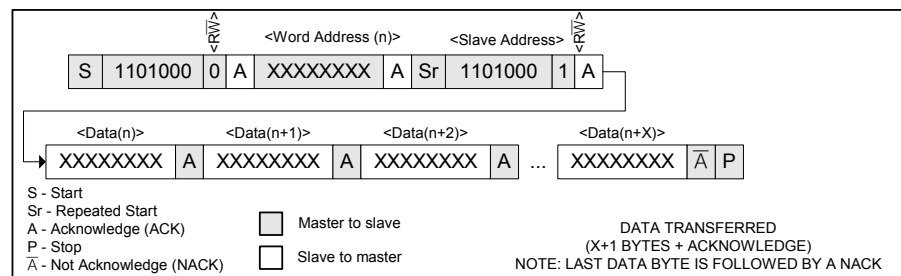 <RW̅>
<Word Address (n)>
<Slave Address>
<RW̅>
S 1101000 0 A XXXXXXXX A Sr 1101000 1 A
<Data(n)> <Data(n+1)> <Data(n+2)> <Data(n+X)>
XXXXXXXX A XXXXXXXX A XXXXXXXX A ... XXXXXXXX A̅ P
S - Start
Sr - Repeated Start
A - Acknowledge (ACK)
P - Stop
A̅ - Not Acknowledge (NACK)
Master to slave
Slave to master
DATA TRANSFERRED
(X+1 BYTES + ACKNOWLEDGE)
NOTE: LAST DATA BYTE IS FOLLOWED BY A NACK